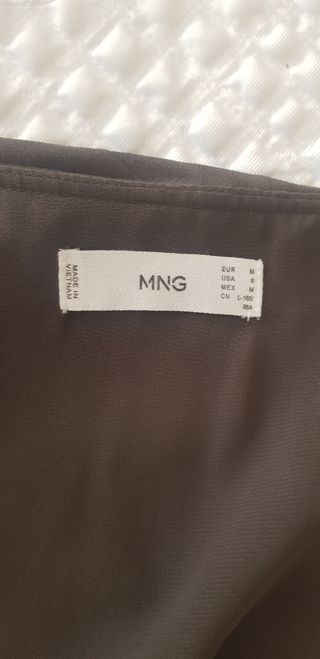 MADE IN
VIETNAM
MNG
EUR M
USA 6
MEX M
CN L-165/
88A